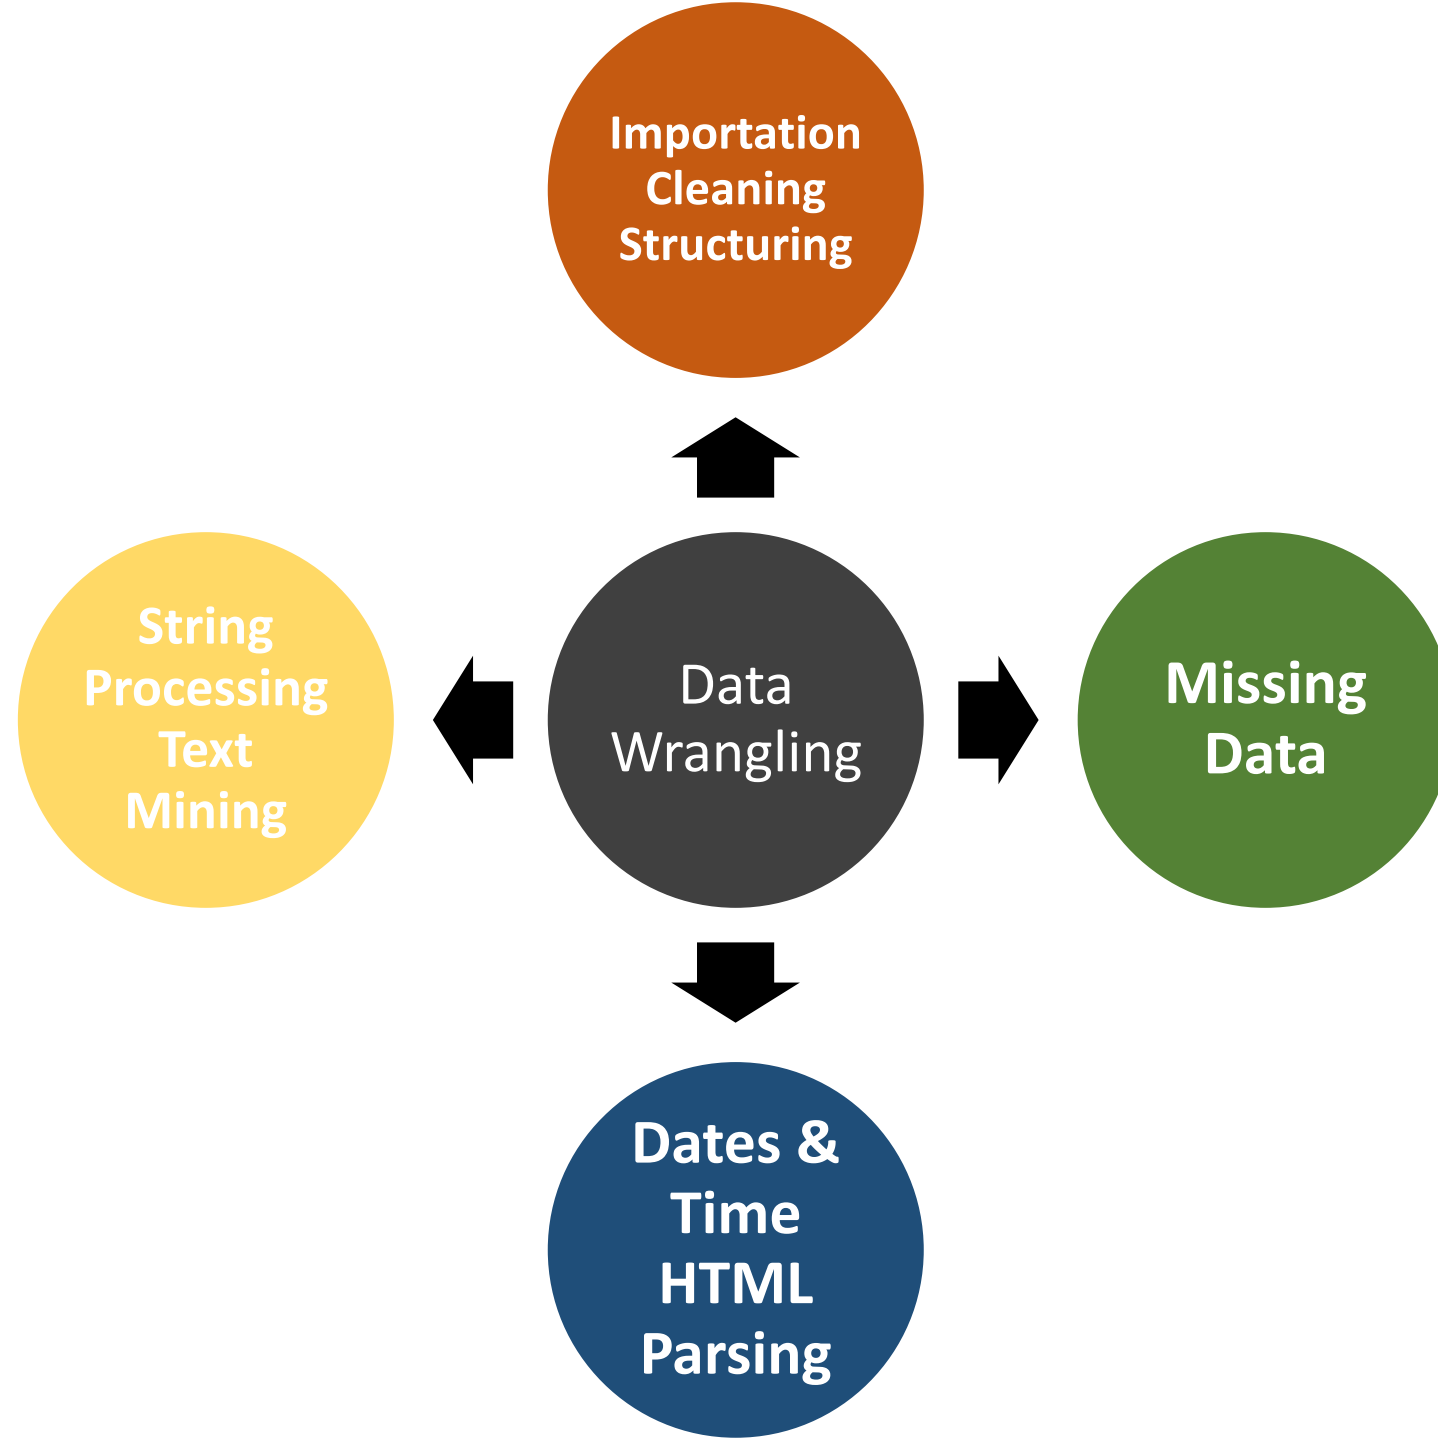 Importation
Cleaning
Structuring
String
Processing
Text
Mining
Data
Wrangling
Missing
Data
Dates &
Time
HTML
Parsing